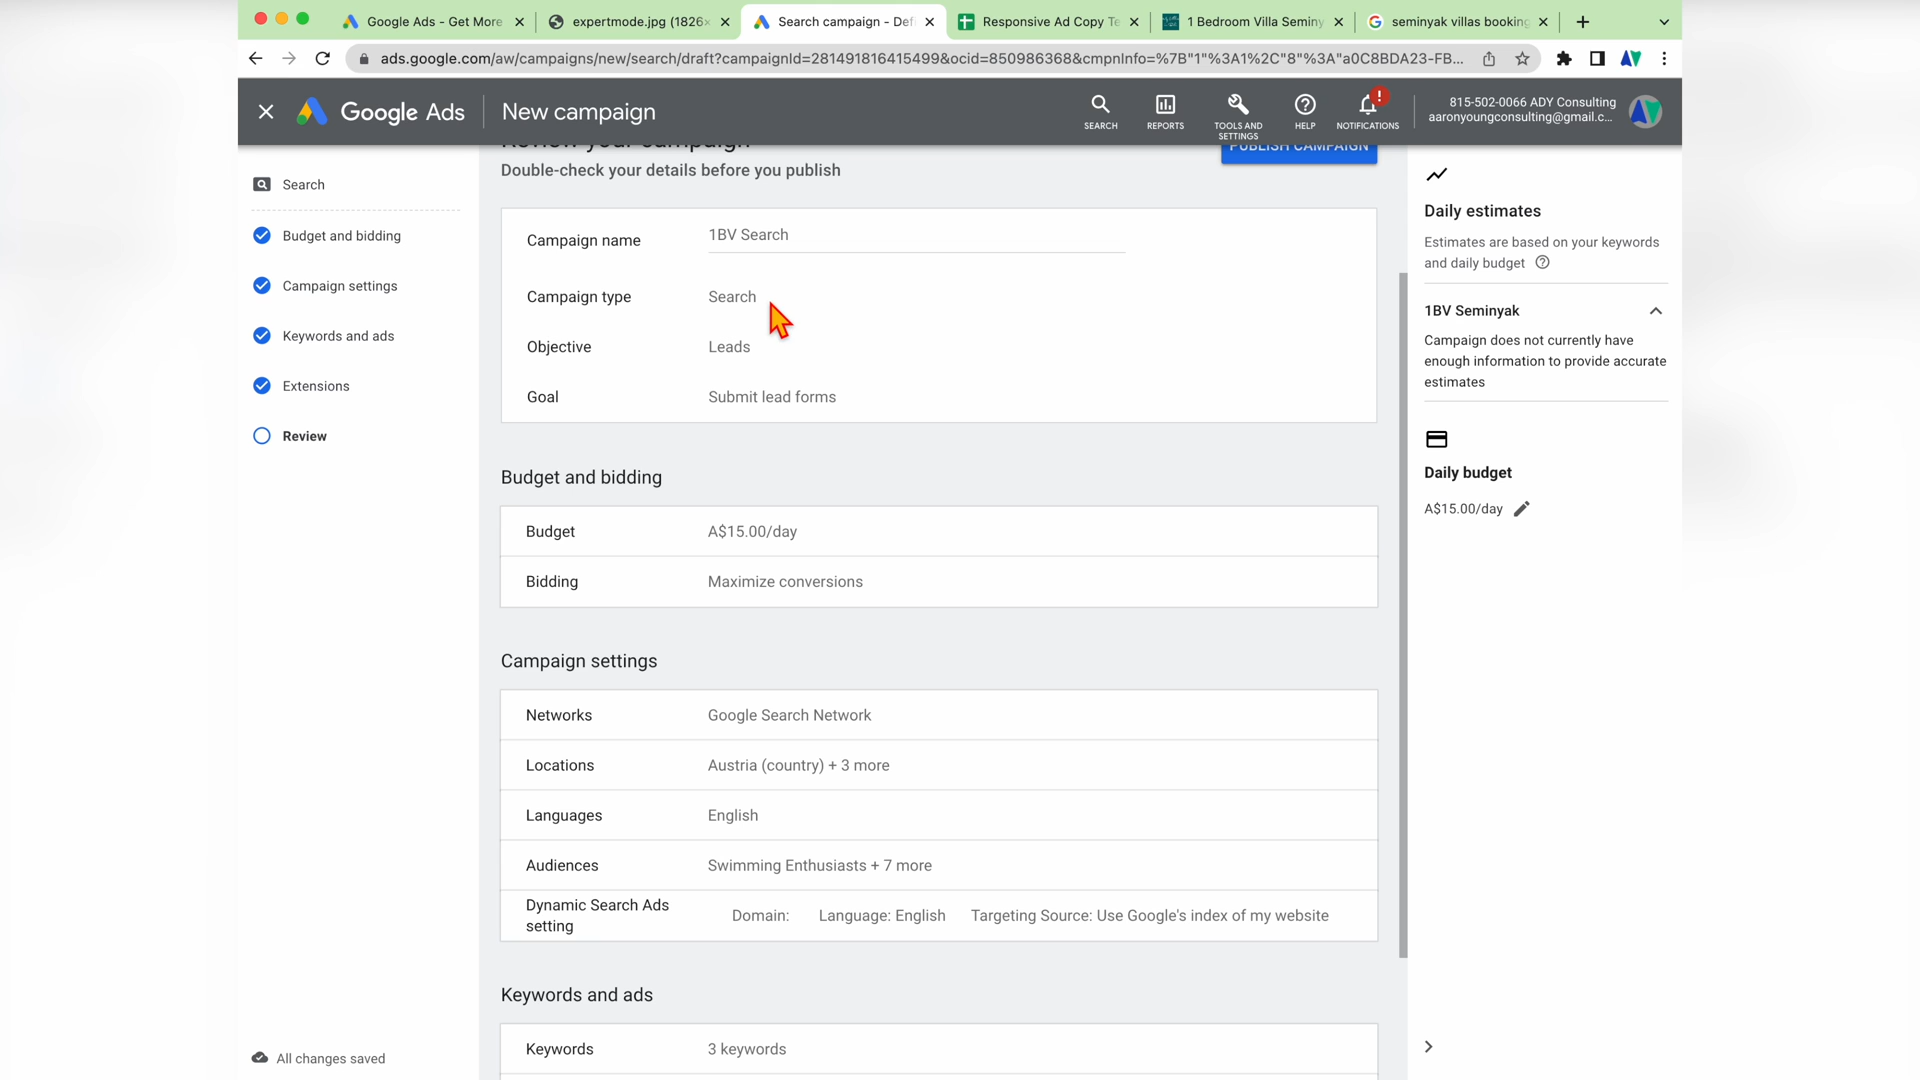 Google Ads - Get More
expertmode.jpg (1826×
Search campaign - Defi
Responsive Ad Copy Te
1 Bedroom Villa Seminy
seminyak villas booking
ads.google.com/aw/campaigns/new/search/draft?campaignId=281491816415499&ocid=850986368&cmpnInfo=%7B"1"%3A1%2C"8"%3A"a0C8BDA23-FB...
Google Ads
New campaign
SEARCH
REPORTS
TOOLS AND
SETTINGS
HELP
!
NOTIFICATIONS
815-502-0066 ADY Consulting
aaronyoungconsulting@gmail.c...
Search
Budget and bidding
Campaign settings
Keywords and ads
Extensions
Review
All changes saved
Review your campaign
PUBLISH CAMPAIGN
Double-check your details before you publish
Campaign name 1BV Search
Campaign type Search
Objective Leads
Goal Submit lead forms
Budget and bidding
Budget A$15.00/day
Bidding Maximize conversions
Campaign settings
Networks Google Search Network
Locations Austria (country) + 3 more
Languages English
Audiences Swimming Enthusiasts + 7 more
Dynamic Search Ads
setting
Domain: Language: English Targeting Source: Use Google's index of my website
Keywords and ads
Keywords 3 keywords
Daily estimates
Estimates are based on your keywords
and daily budget
1BV Seminyak
Campaign does not currently have
enough information to provide accurate
estimates
Daily budget
A$15.00/day